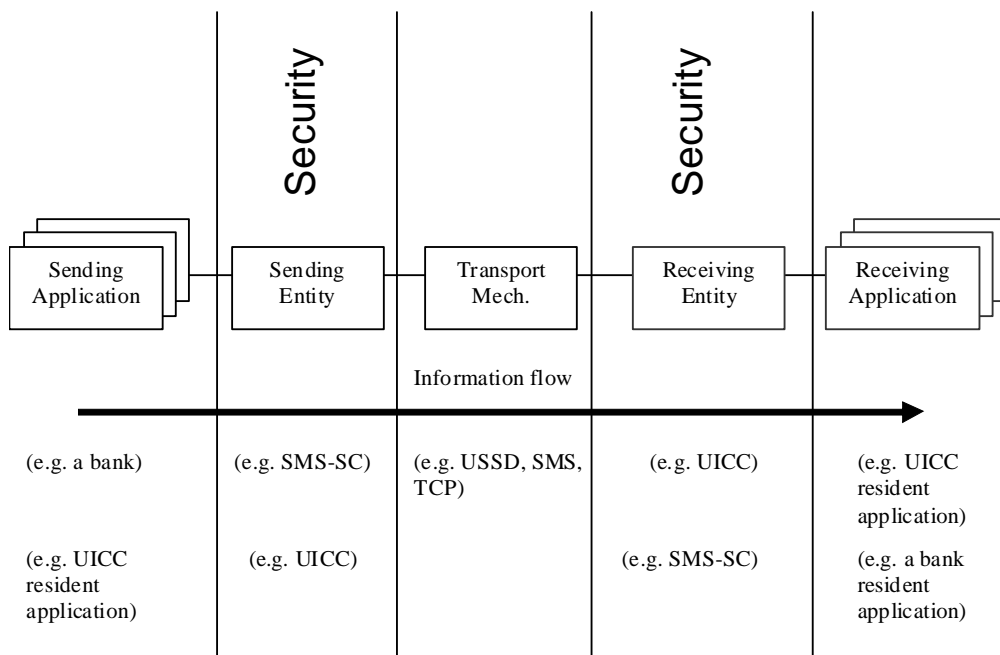 Security
Security
Sending
Application
Sending
Entity
Transport
Mech.
Receiving
Entity
Receiving
Application
Information flow
(e.g. a bank)
(e.g. SMS-SC)
(e.g. USSD, SMS,
TCP)
(e.g. UICC)
(e.g. UICC
resident
application)
(e.g. UICC
resident
application)
(e.g. UICC)
(e.g. SMS-SC)
(e.g. a bank
resident
application)